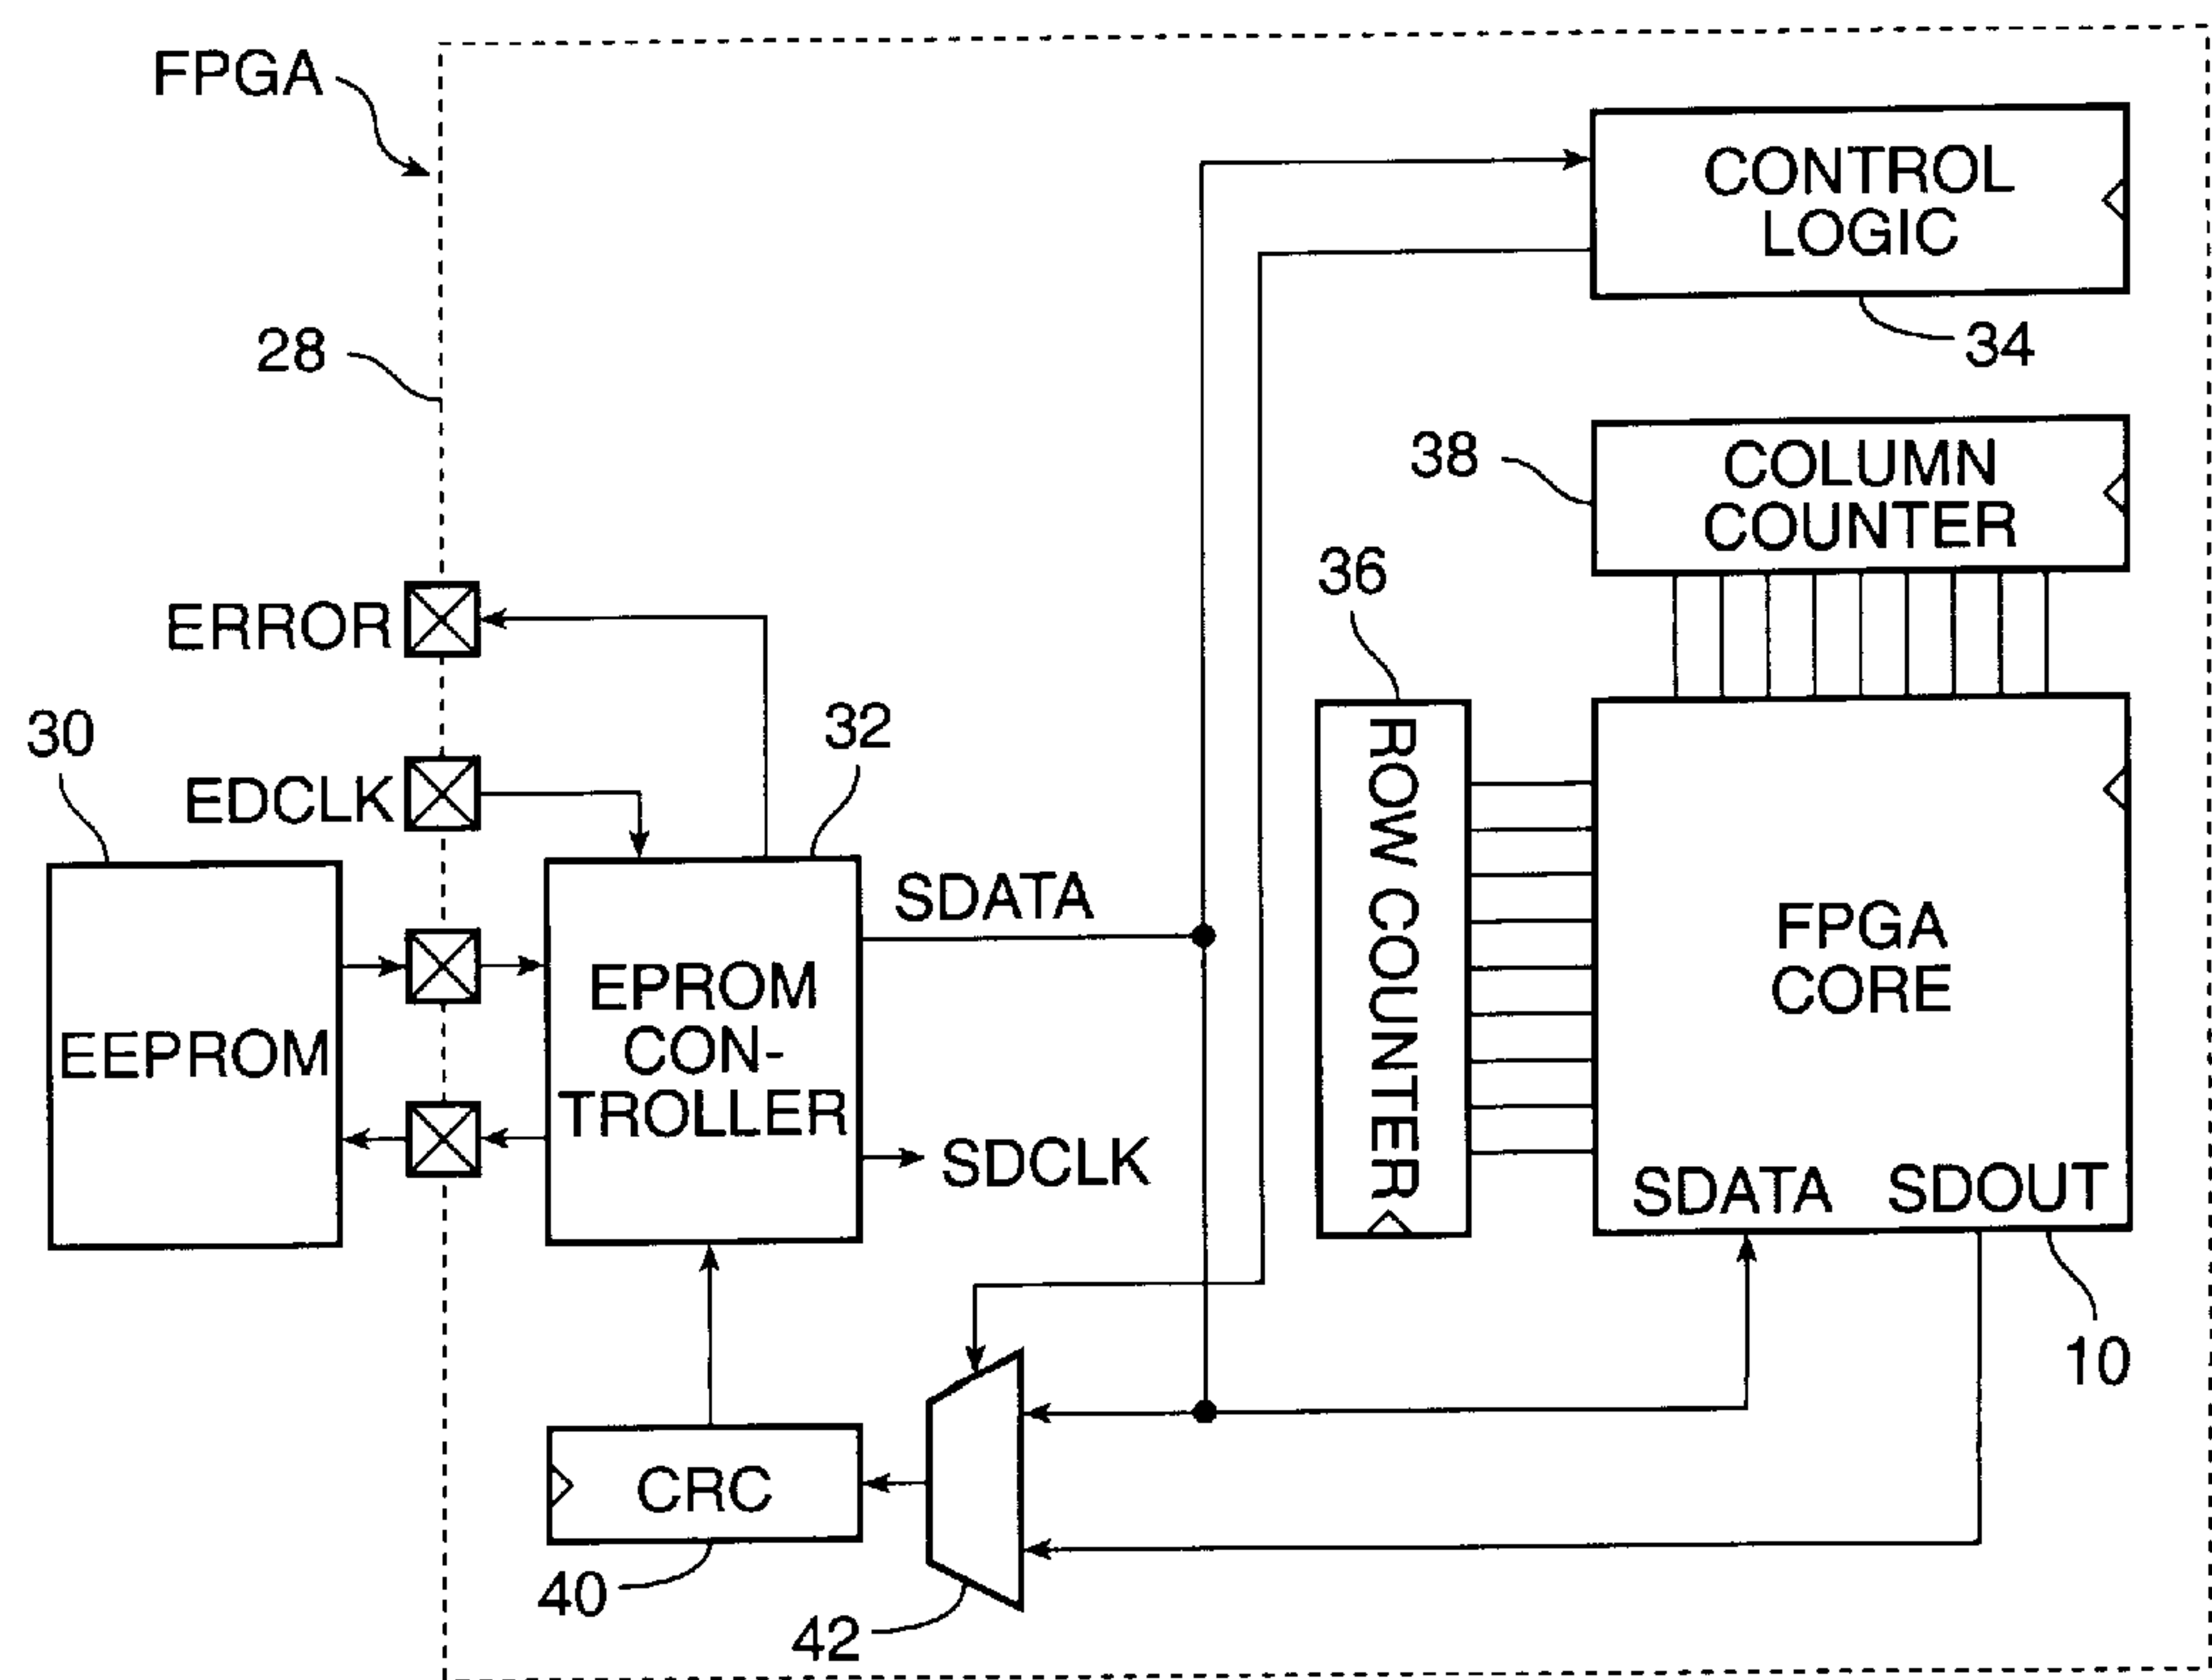 FPGA
CONTROL
LOGIC
34
28
38
COLUMN
COUNTER
36
ERROR
30
32
EDCLK
ROW COUNTER
SDATA
FPGA
CORE
EEPROM
EPROM
CON-
TROLLER
SDCLK
SDATA SDOUT
10
CRC
40
42